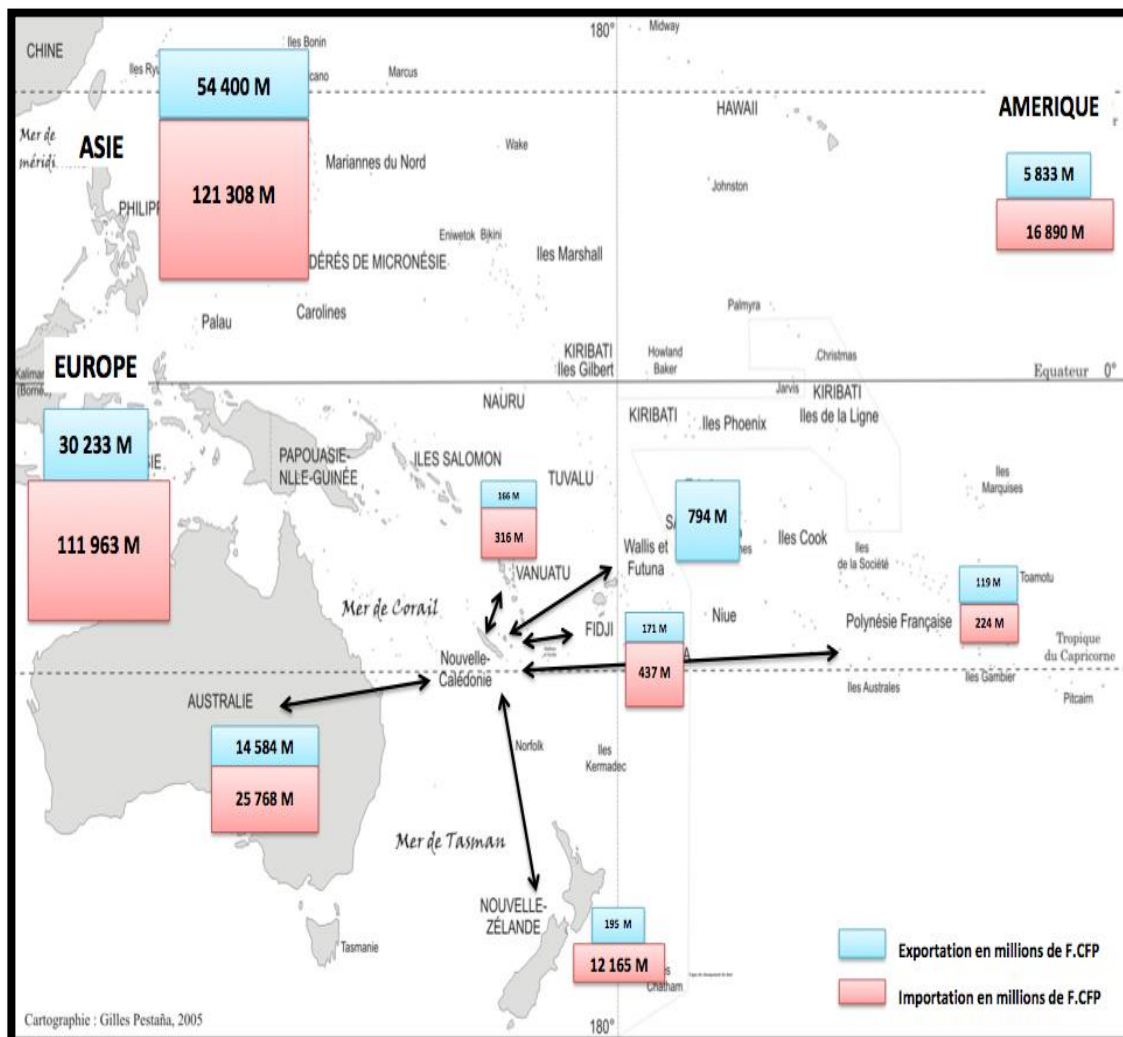 CHINE
Iles Bonin
180°
Midway
Marcus
54 400 M
HAWAII
AMERIQUE
Mer de
ASIE
Wake
Mariannes du Nord
121 308 M
Johnston
5 833 M
16 890 M
Eniwetok Bikini
DÉRÉS DE MICRONÉSIE
Iles Marshall
Palau
Carolines
Palmyra
EUROPE
KIRIBATI
Iles Gilbert
Howland
Baker
Christmas
Equateur 0°
(Bornéo)
Jarvis
KIRIBATI
Iles de la Ligne
NAURU
KIRIBATI
Iles Phoenix
30 233 M
PAPOUASIE-
NLLE-GUINÉE
ILES SALOMON
TUVALU
Iles
Marquises
166 M
316 M
794 M
111 963 M
Wallis et
Futuna
Iles Cook
Iles
de la Société
VANUATU
119 M
Toamotu
Mer de Corail
FIDJI
171 M
Niue
Polynésie Française
224 M
Nouvelle-
Calédonie
437 M
Tropique
du Capricorne
AUSTRALIE
Iles Australes
Iles Gambier
Pitcairn
14 584 M
25 768 M
Norfolk
Iles
Kermadec
Mer de Tasman
NOUVELLE-
ZÉLANDE
195 M
12 165 M
Tasmanie
Chatham
Exportation en millions de F.CFP
Importation en millions de F.CFP
Cartographie : Gilles Pestaña, 2005
180°